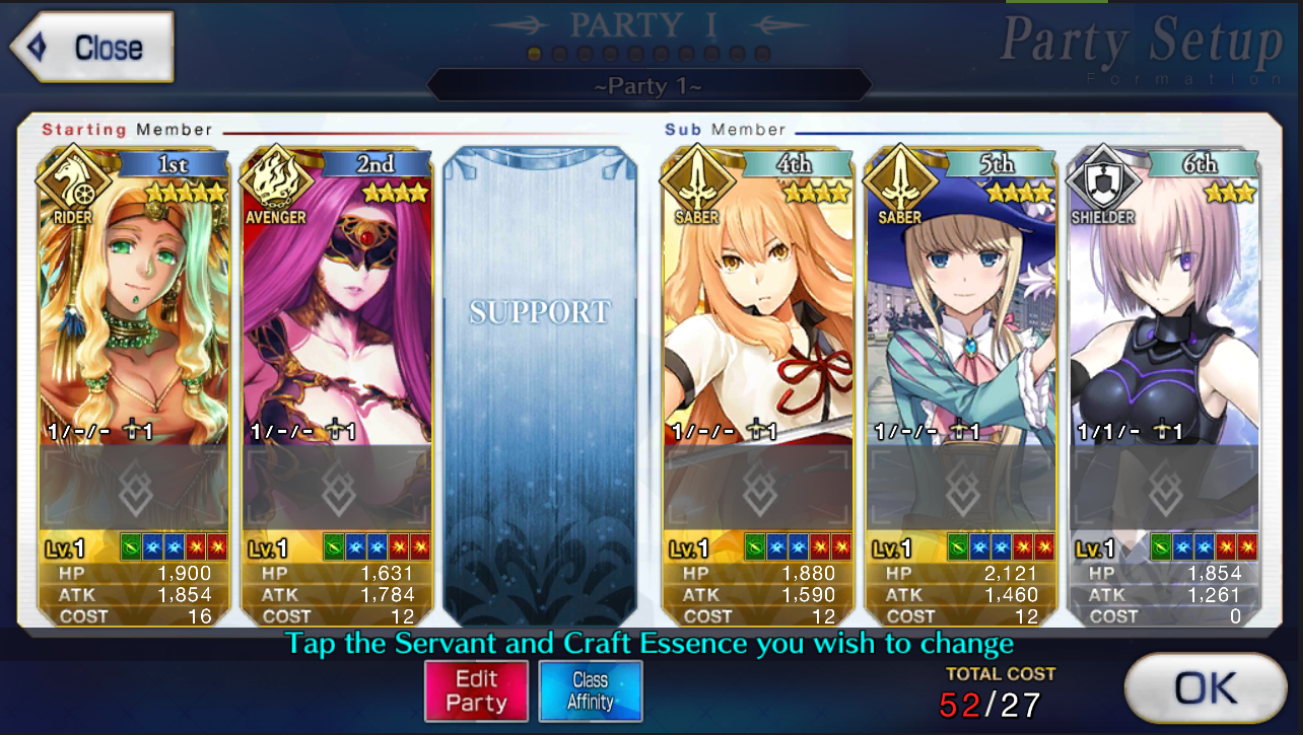 Close
PARTY I
~Party 1~
Party Setup
Formation
Starting Member
Sub Member
1st
RIDER
1/-/- 1
Lv.1
HP 1,900
ATK 1,854
COST 16
2nd
AVENGER
1/-/- 1
Lv.1
HP 1,631
ATK 1,784
COST 12
SUPPORT
4th
SABER
1/-/- 1
Lv.1
HP 1,880
ATK 1,590
COST 12
5th
SABER
1/-/- 1
Lv.1
HP 2,121
ATK 1,460
COST 12
6th
SHIELDER
1/1/- 1
Lv.1
HP 1,854
ATK 1,261
COST 0
Tap the Servant and Craft Essence you wish to change
Edit
Party
Class
Affinity
TOTAL COST
52/27
OK